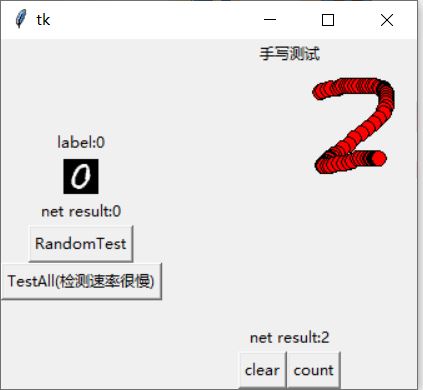 tk
手写测试
2
label:0
0
net result:0
RandomTest
TestAll(检测速率很慢)
net result:2
clear
count